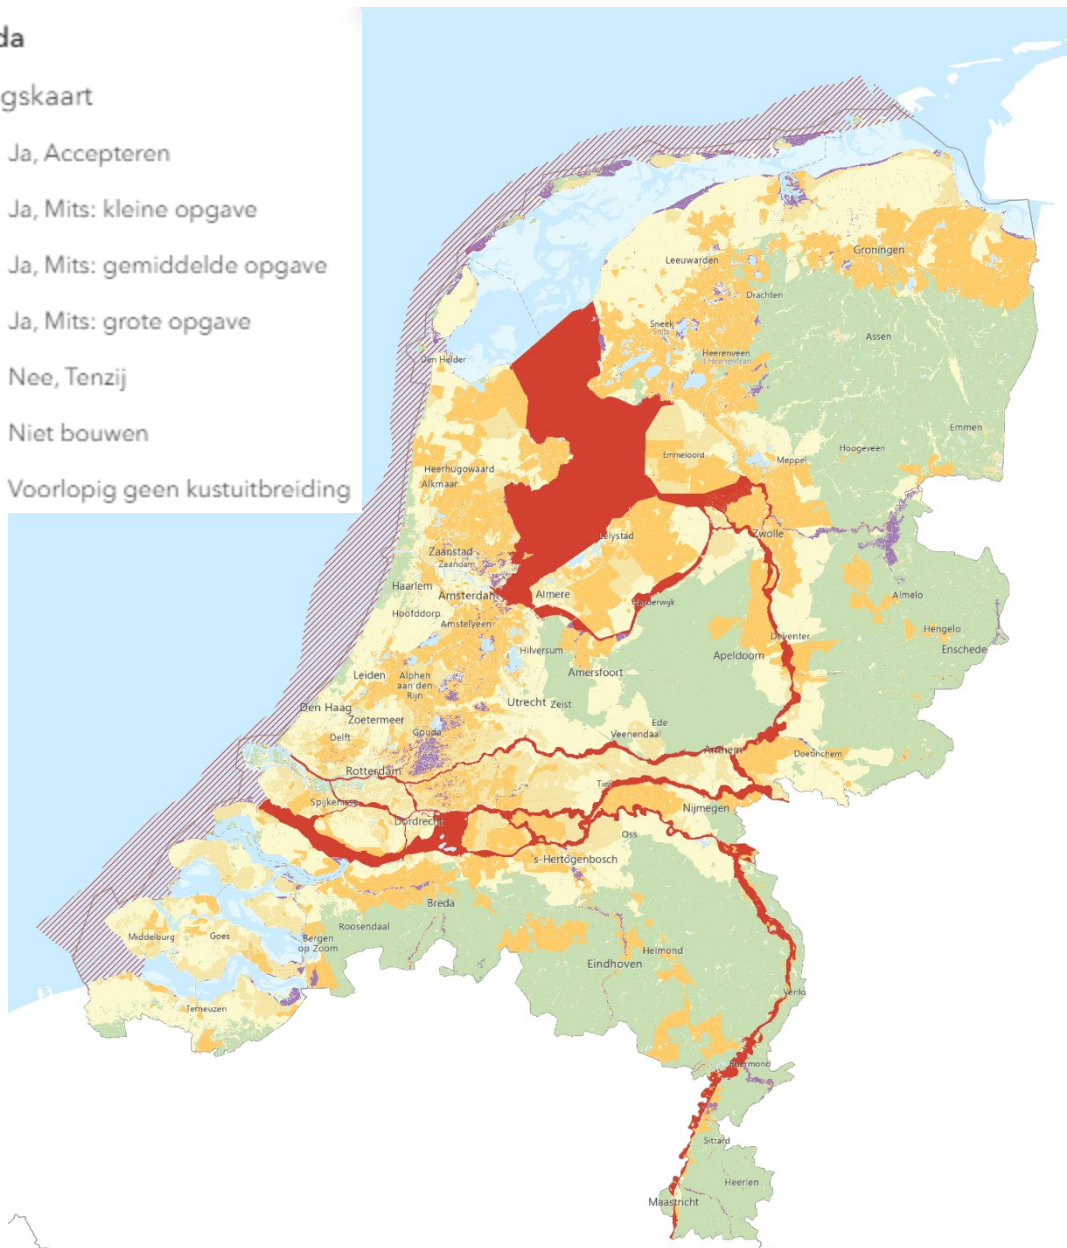 da
gskaart
Ja, Accepteren
Ja, Mits: kleine opgave
Ja, Mits: gemiddelde opgave
Ja, Mits: grote opgave
Nee, Tenzij
Niet bouwen
Voorlopig geen kustuitbreiding
Groningen
Leeuwarden
Drachten
Sneek
Snits
Assen
Heerenveen
't Hearrenfean
Den Helder
Emmen
Hoogeveen
Emmeloord
Meppel
Heerhugowaard
Alkmaar
Lelystad
Zwolle
Zaanstad
Zaandam
Haarlem
Amsterdam
Almere
Harderwijk
Almelo
Hoofddorp
Amstelveen
Hengelo
Deventer
Enschede
Hilversum
Apeldoorn
Amersfoort
Leiden
Alphen
aan den
Rijn
Utrecht
Zeist
Den Haag
Zoetermeer
Ede
Gouda
Veenendaal
Delft
Arnhem
Doetinchem
Rotterdam
Tiel
Spijkenisse
Nijmegen
Dordrecht
Oss
's-Hertogenbosch
Breda
Roosendaal
Middelburg
Goes
Bergen
op Zoom
Helmond
Eindhoven
Venlo
Terneuzen
Roermond
Sittard
Heerlen
Maastricht